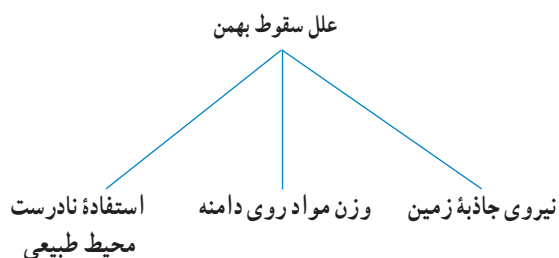 علل سقوط بهمن
نیروی جاذبهٔ زمین
وزن مواد روی دامنه
استفادهٔ نادرست
محیط طبیعی